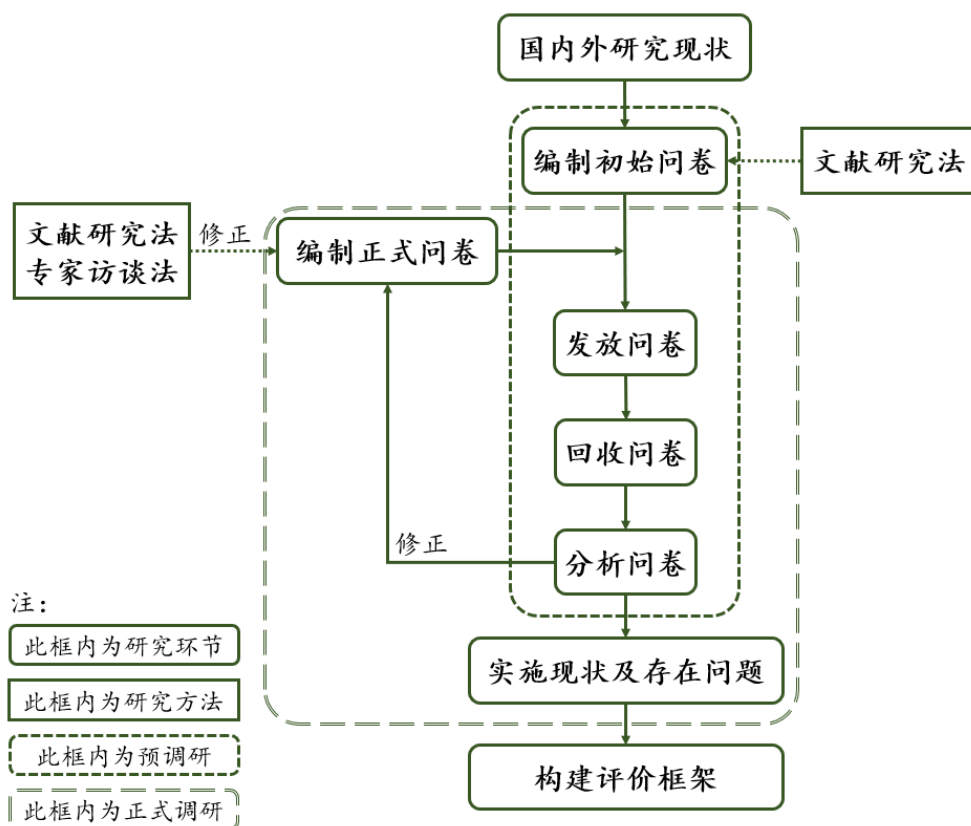 国内外研究现状
编制初始问卷
文献研究法
文献研究法
专家访谈法
修正
编制正式问卷
发放问卷
回收问卷
修正
分析问卷
注：
此框内为研究环节
实施现状及存在问题
此框内为研究方法
此框内为预调研
构建评价框架
此框内为正式调研